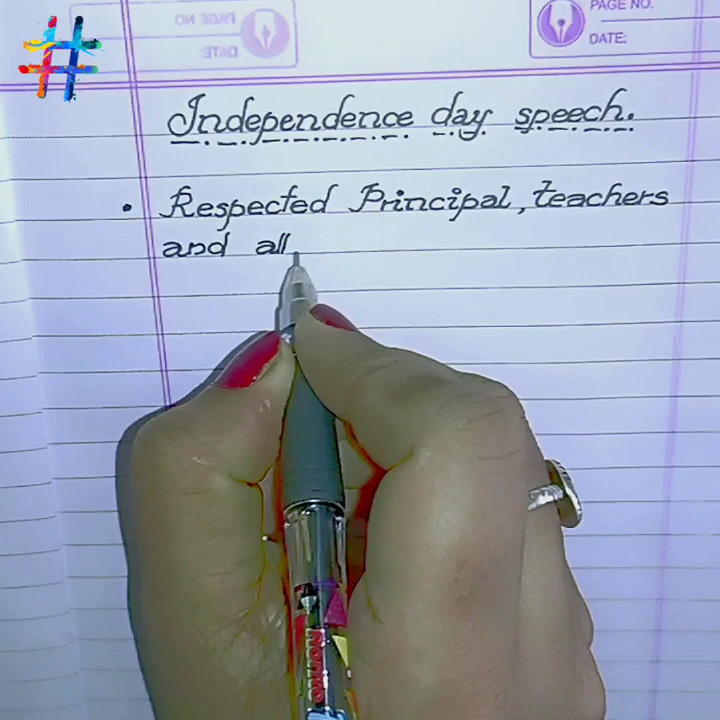 PAGE NO.
DATE:
Independence day speech.
• Respected Principal, teachers
and all